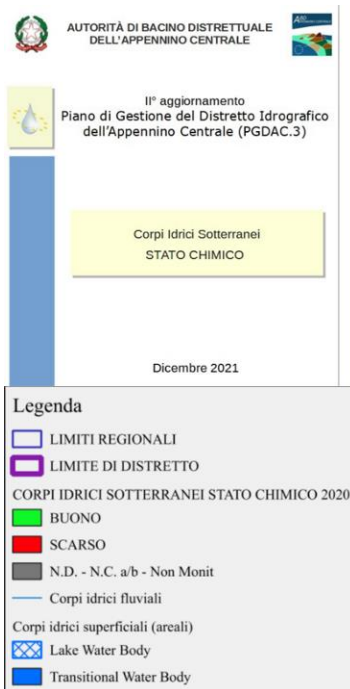 AUTORITÀ DI BACINO DISTRETTUALE
DELL'APPENNINO CENTRALE
II° aggiornamento
Piano di Gestione del Distretto Idrografico
dell'Appennino Centrale (PGDAC.3)
Corpi Idrici Sotterranei
STATO CHIMICO
Dicembre 2021
Legenda
LIMITI REGIONALI
LIMITE DI DISTRETTO
CORPI IDRICI SOTTERRANEI STATO CHIMICO 2020
BUONO
SCARSO
N.D. - N.C. a/b - Non Monit
Corpi idrici fluviali
Corpi idrici superficiali (areali)
Lake Water Body
Transitional Water Body